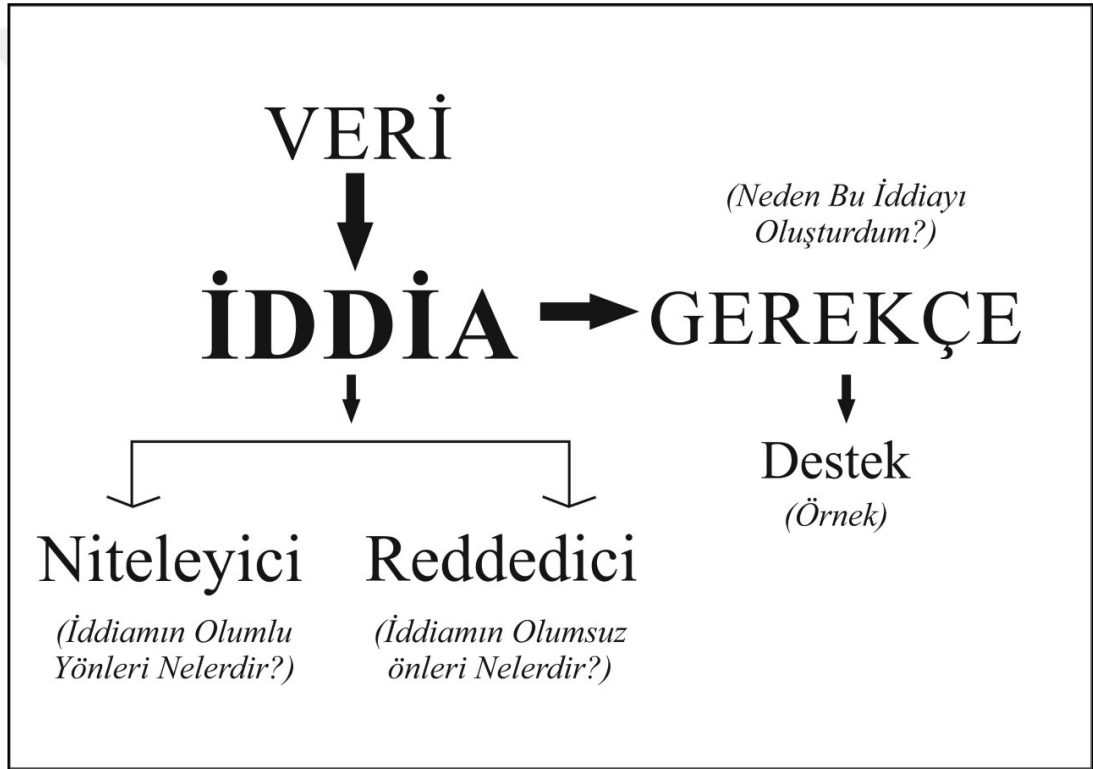 VERİ
(Neden Bu İddiayı
Oluşturdum?)
İDDİA
GEREKÇE
Destek
(Örnek)
Niteleyici
(İddiamın Olumlu
Yönleri Nelerdir?)
Reddedici
(İddiamın Olumsuz
önleri Nelerdir?)